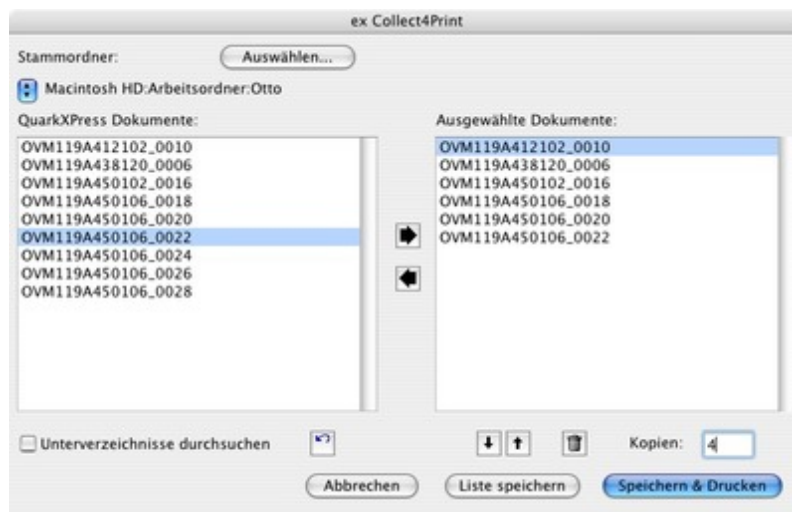 ex Collect4Print
Stammordner:
Auswählen...
Macintosh HD:Arbeitsordner:Otto
QuarkXPress Dokumente:
OVM119A412102_0010
OVM119A438120_0006
OVM119A450102_0016
OVM119A450106_0018
OVM119A450106_0020
OVM119A450106_0022
OVM119A450106_0024
OVM119A450106_0026
OVM119A450106_0028
Ausgewählte Dokumente:
OVM119A412102_0010
OVM119A438120_0006
OVM119A450102_0016
OVM119A450106_0018
OVM119A450106_0020
OVM119A450106_0022
Unterverzeichnisse durchsuchen
Kopien: 4
Abbrechen
Liste speichern
Speichern & Drucken